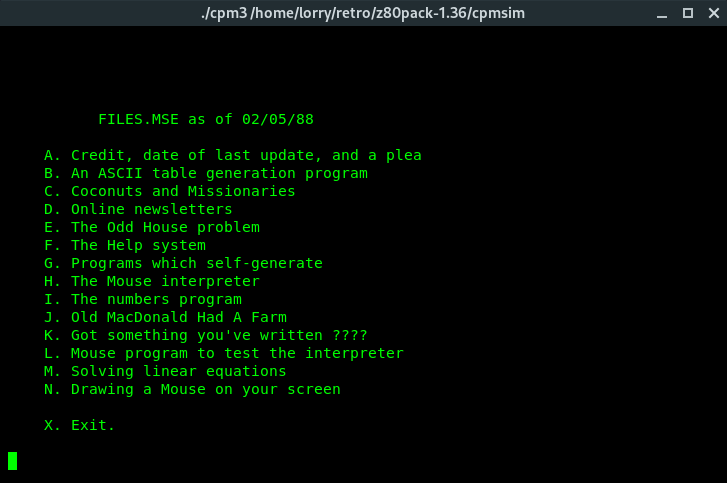 ./cpm3 /home/lorry/retro/z80pack-1.36/cpmsim
FILES.MSE as of 02/05/88
A. Credit, date of last update, and a plea
B. An ASCII table generation program
C. Coconuts and Missionaries
D. Online newsletters
E. The Odd House problem
F. The Help system
G. Programs which self-generate
H. The Mouse interpreter
I. The numbers program
J. Old MacDonald Had A Farm
K. Got something you've written ????
L. Mouse program to test the interpreter
M. Solving linear equations
N. Drawing a Mouse on your screen
X. Exit.